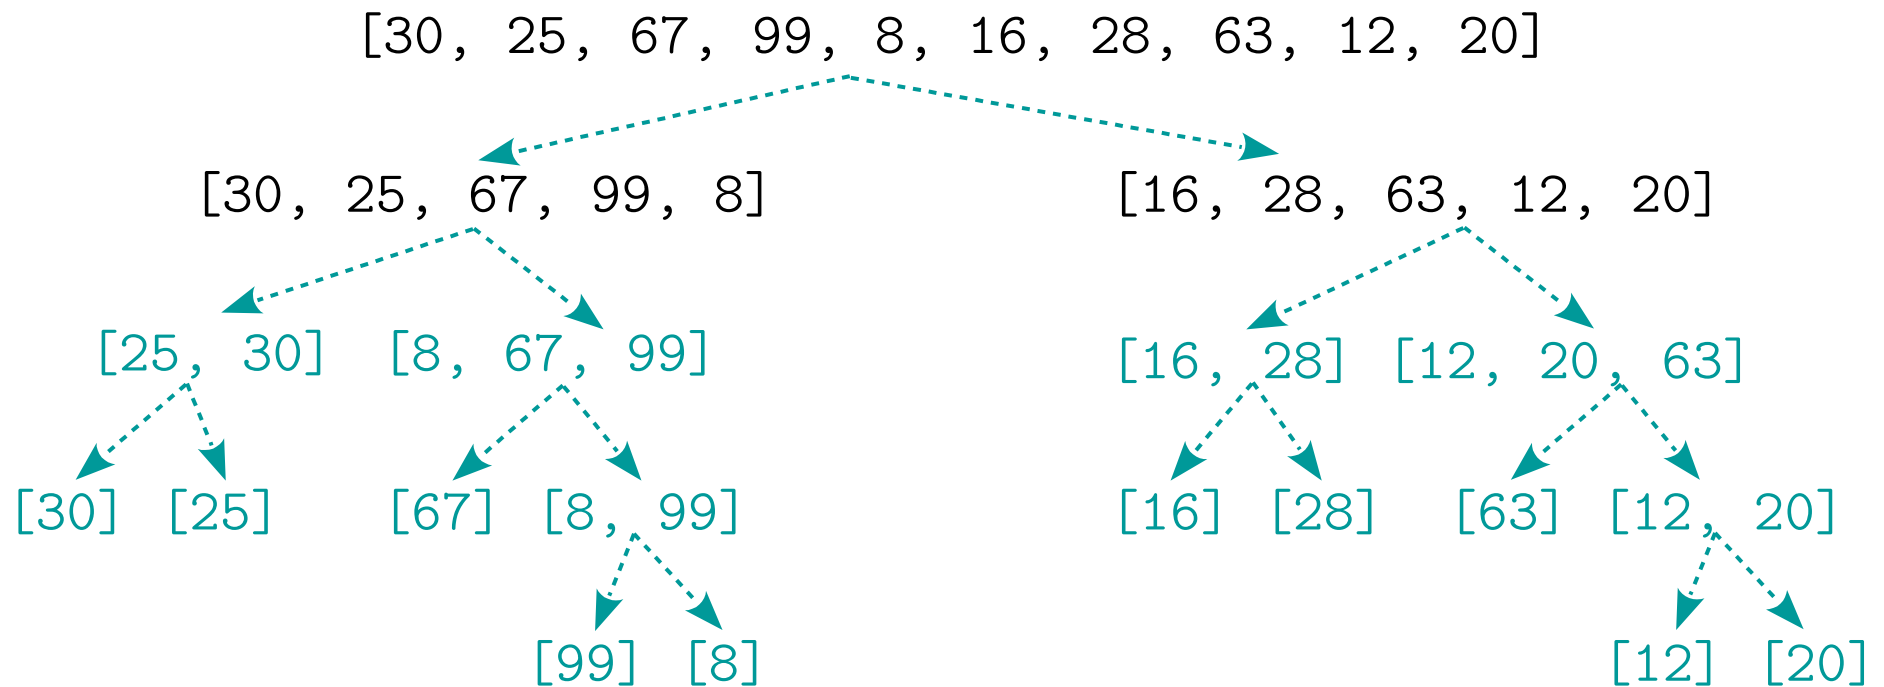 [30, 25, 67, 99, 8, 16, 28, 63, 12, 20]
[30, 25, 67, 99, 8] [16, 28, 63, 12, 20]
[25, 30] [8, 67, 99] [16, 28] [12, 20, 63]
[30] [25] [67] [8, 99] [16] [28] [63] [12, 20]
[99] [8] [12] [20]